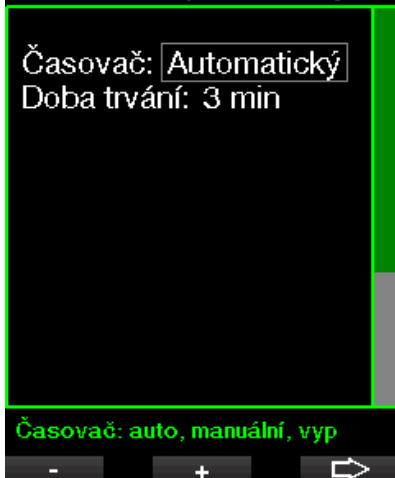 Časovač: Automatický
Doba trvání: 3 min
Časovač: auto, manuální, vyp
- +